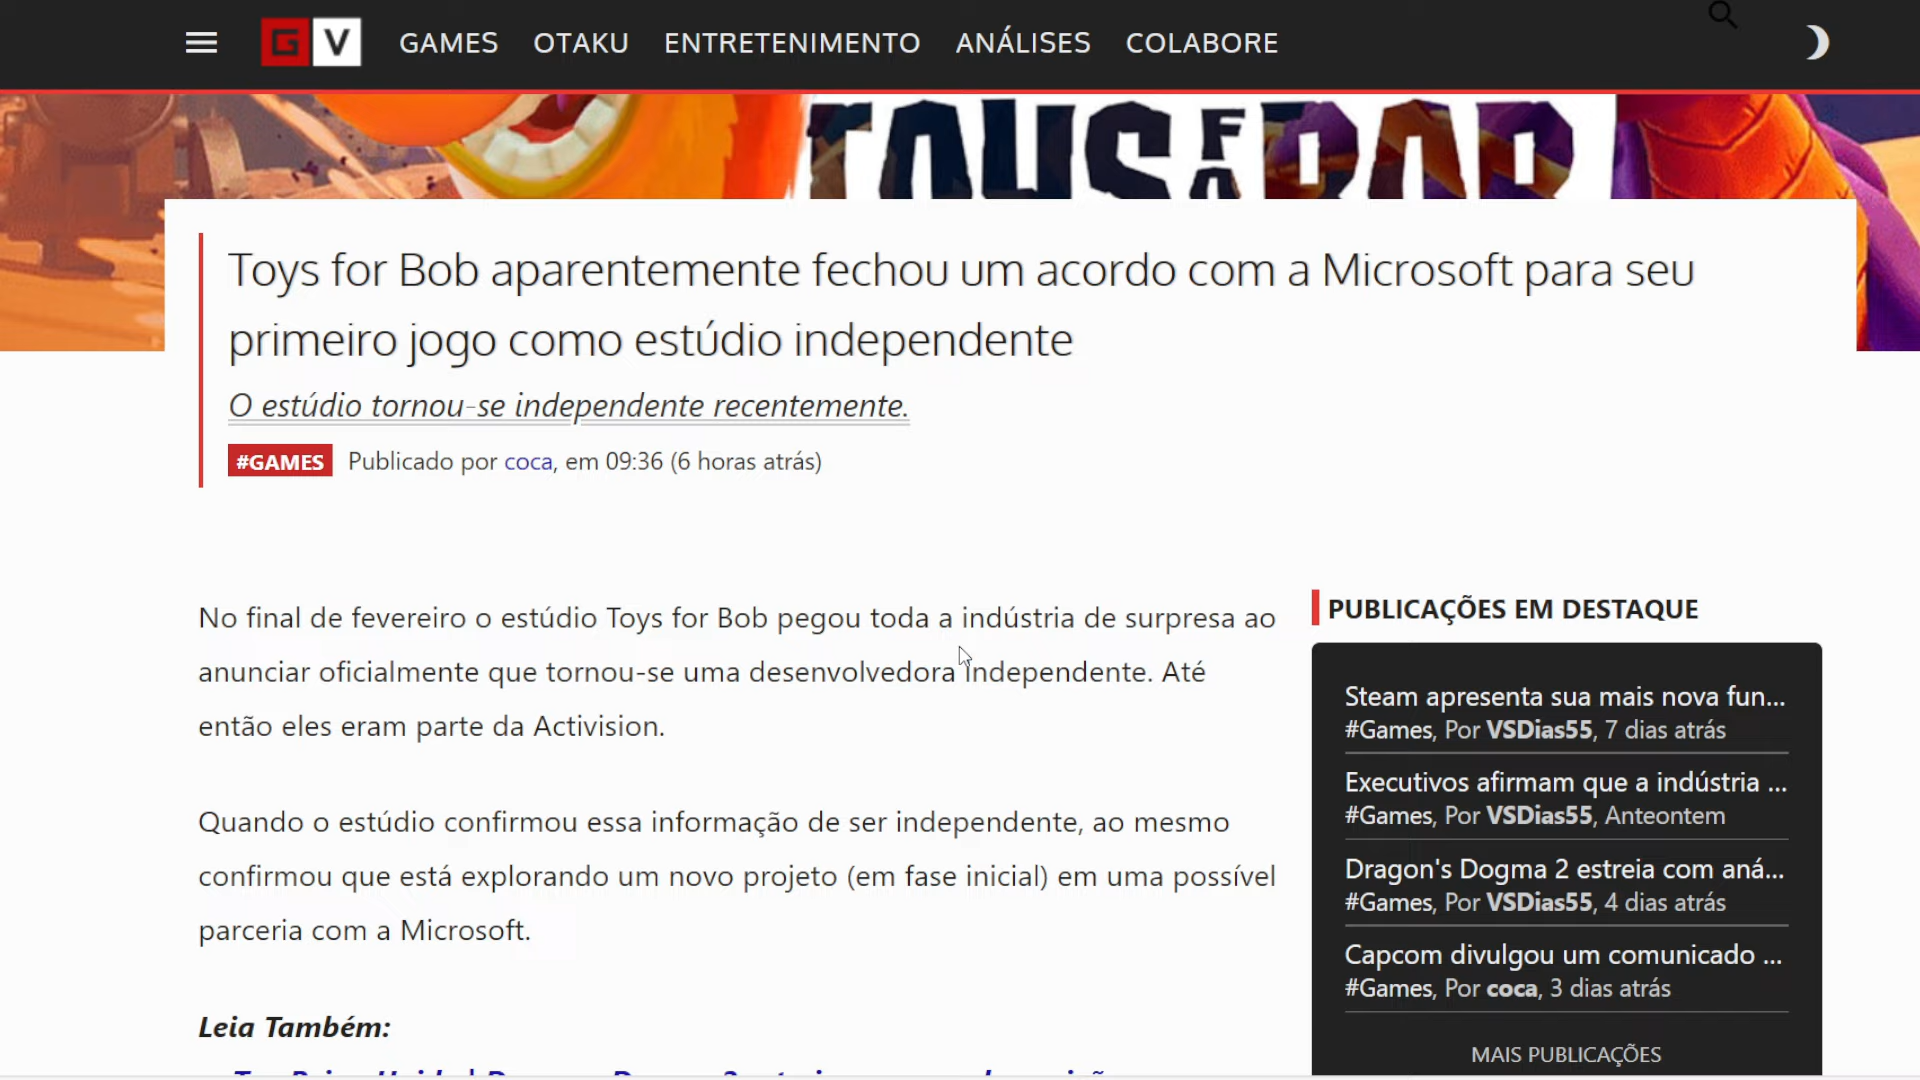 GV GAMES OTAKU ENTRETENIMENTO ANÁLISES COLABORE
TOYS FOR BOB
Toys for Bob aparentemente fechou um acordo com a Microsoft para seu
primeiro jogo como estúdio independente
O estúdio tornou-se independente recentemente.
#GAMES Publicado por coca, em 09:36 (6 horas atrás)
No final de fevereiro o estúdio Toys for Bob pegou toda a indústria de surpresa ao
anunciar oficialmente que tornou-se uma desenvolvedora independente. Até
então eles eram parte da Activision.
Quando o estúdio confirmou essa informação de ser independente, ao mesmo
confirmou que está explorando um novo projeto (em fase inicial) em uma possível
parceria com a Microsoft.
Leia Também:
PUBLICAÇÕES EM DESTAQUE
Steam apresenta sua mais nova fun...
#Games, Por VSDias55, 7 dias atrás
Executivos afirmam que a indústria ...
#Games, Por VSDias55, Anteontem
Dragon's Dogma 2 estreia com aná...
#Games, Por VSDias55, 4 dias atrás
Capcom divulgou um comunicado ...
#Games, Por coca, 3 dias atrás
MAIS PUBLICAÇÕES